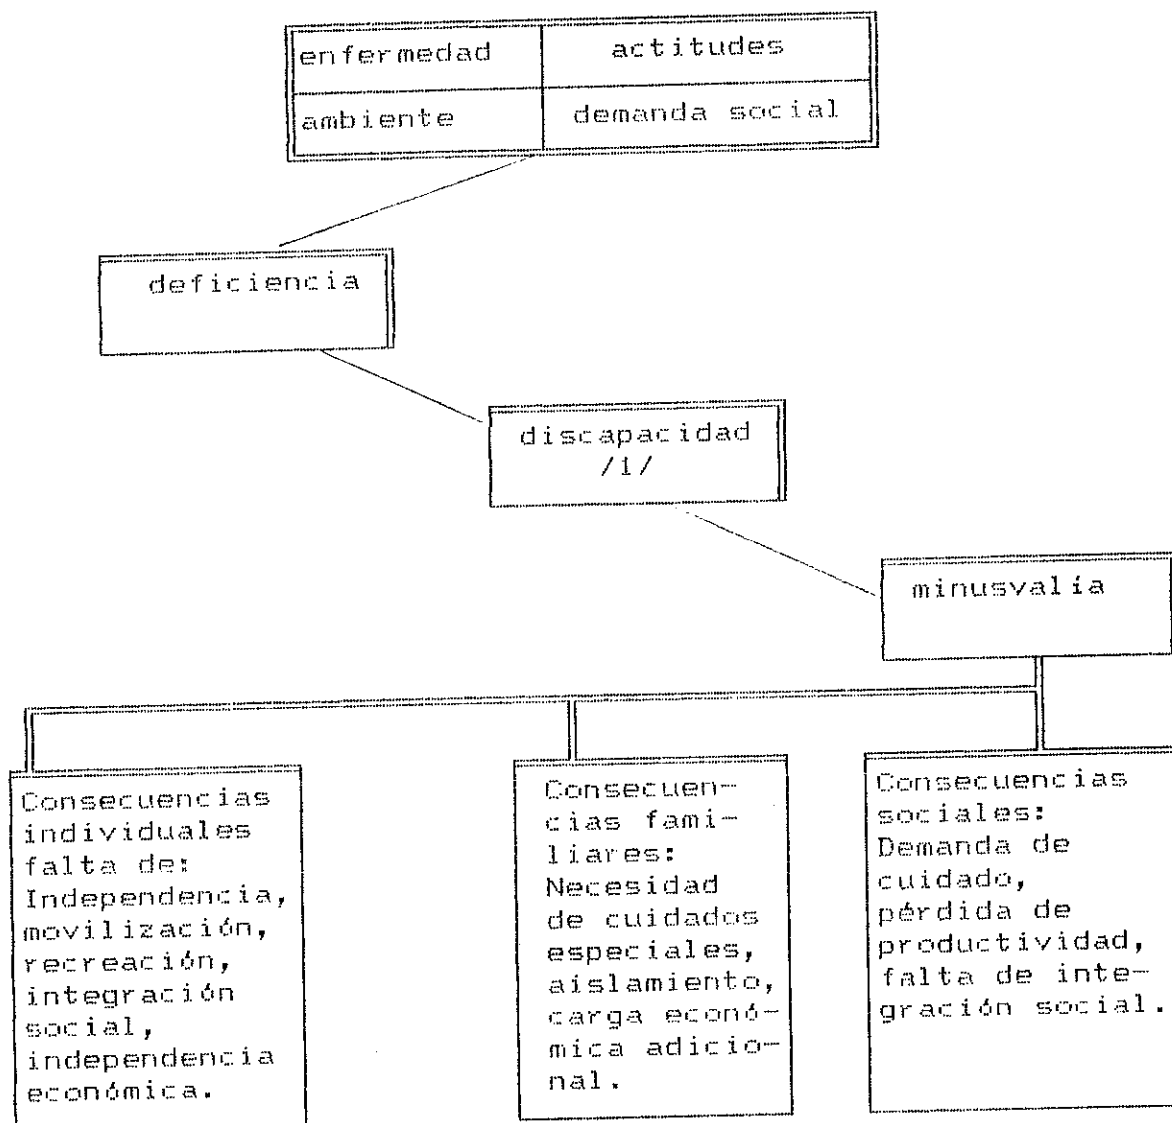 enfermedad
actitudes
ambiente
demanda social
deficiencia
discapacidad
/1/
minusvalía
Consecuencias
individuales
falta de:
Independencia,
movilización,
recreación,
integración
social,
independencia
económica.
Consecuen-
cias fami-
liares:
Necesidad
de cuidados
especiales,
aislamiento,
carga econó-
mica adicio-
nal.
Consecuencias
sociales:
Demanda de
cuidado,
pérdida de
productividad,
falta de inte-
gración social.